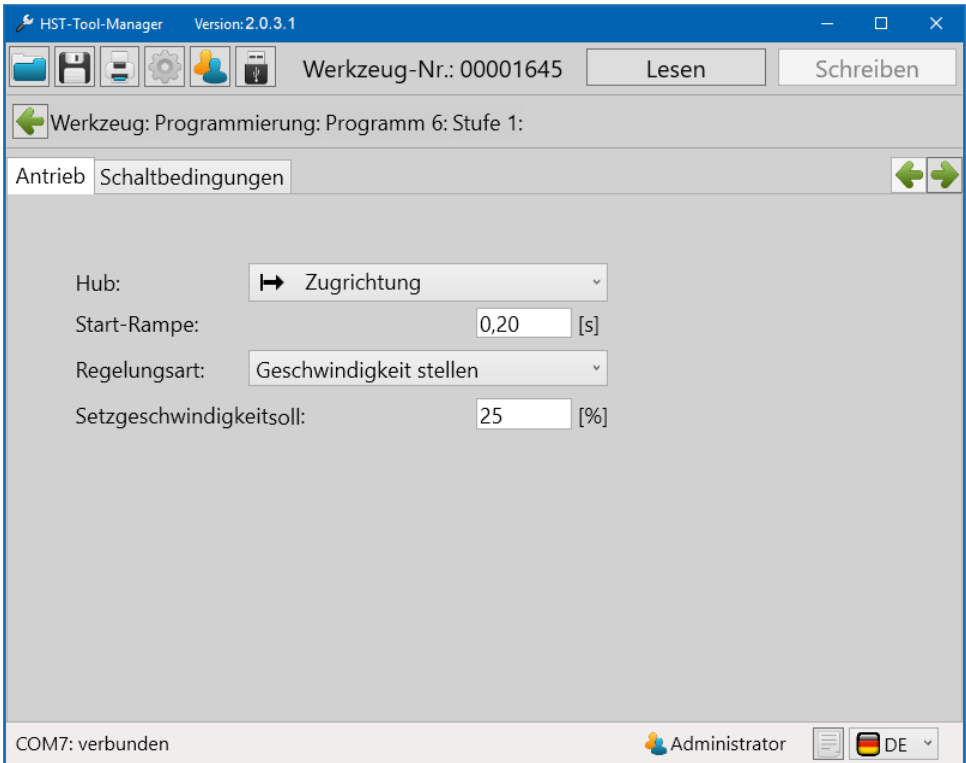 HST-Tool-Manager Version:2.0.3.1
Werkzeug-Nr.: 00001645 Lesen Schreiben
Werkzeug: Programmierung: Programm 6: Stufe 1:
Antrieb Schaltbedingungen
Hub: Zugrichtung
Start-Rampe: 0,20 [s]
Regelungsart: Geschwindigkeit stellen
Setzgeschwindigkeitsoll: 25 [%]
COM7: verbunden Administrator DE